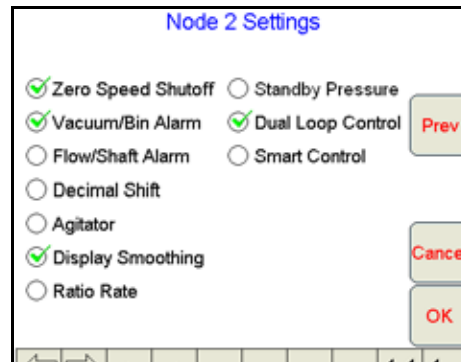 Node 2 Settings
Zero Speed Shutoff
Standby Pressure
Vacuum/Bin Alarm
Dual Loop Control
Prev
Flow/Shaft Alarm
Smart Control
Decimal Shift
Agitator
Display Smoothing
Cancel
Ratio Rate
OK